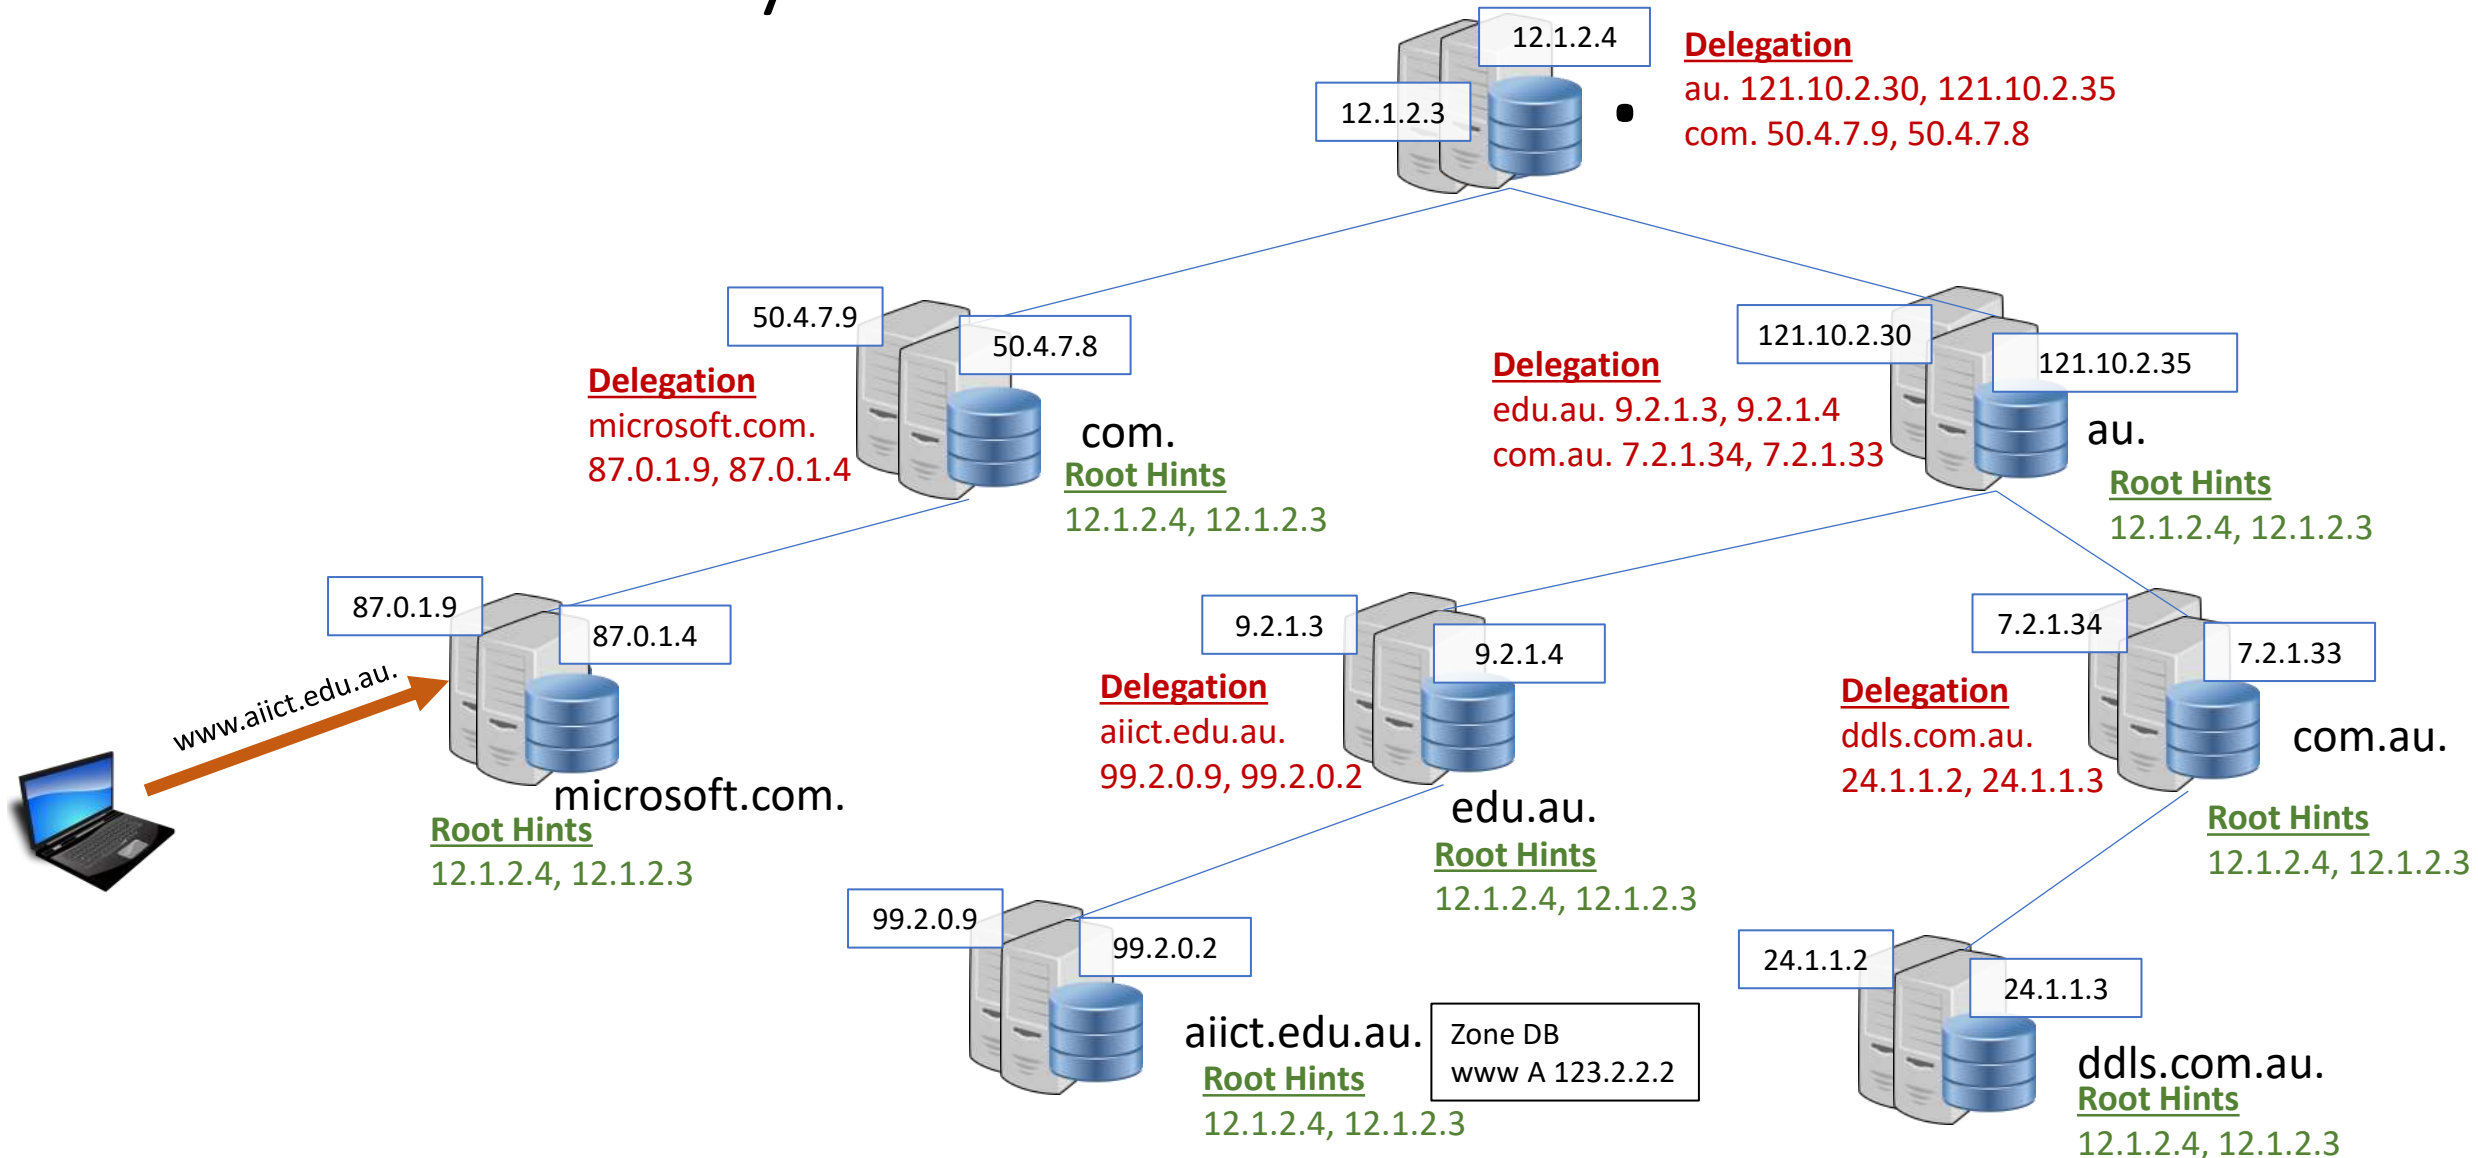 12.1.2.4
12.1.2.3
.
Delegation
au. 121.10.2.30, 121.10.2.35
com. 50.4.7.9, 50.4.7.8
50.4.7.9
50.4.7.8
Delegation
microsoft.com.
87.0.1.9, 87.0.1.4
com.
Root Hints
12.1.2.4, 12.1.2.3
121.10.2.30
121.10.2.35
Delegation
edu.au. 9.2.1.3, 9.2.1.4
com.au. 7.2.1.34, 7.2.1.33
au.
Root Hints
12.1.2.4, 12.1.2.3
87.0.1.9
87.0.1.4
www.aiict.edu.au.
microsoft.com.
Root Hints
12.1.2.4, 12.1.2.3
9.2.1.3
9.2.1.4
Delegation
aiict.edu.au.
99.2.0.9, 99.2.0.2
edu.au.
Root Hints
12.1.2.4, 12.1.2.3
7.2.1.34
7.2.1.33
Delegation
ddls.com.au.
24.1.1.2, 24.1.1.3
com.au.
Root Hints
12.1.2.4, 12.1.2.3
99.2.0.9
99.2.0.2
aiict.edu.au.
Root Hints
12.1.2.4, 12.1.2.3
Zone DB
www A 123.2.2.2
24.1.1.2
24.1.1.3
ddls.com.au.
Root Hints
12.1.2.4, 12.1.2.3